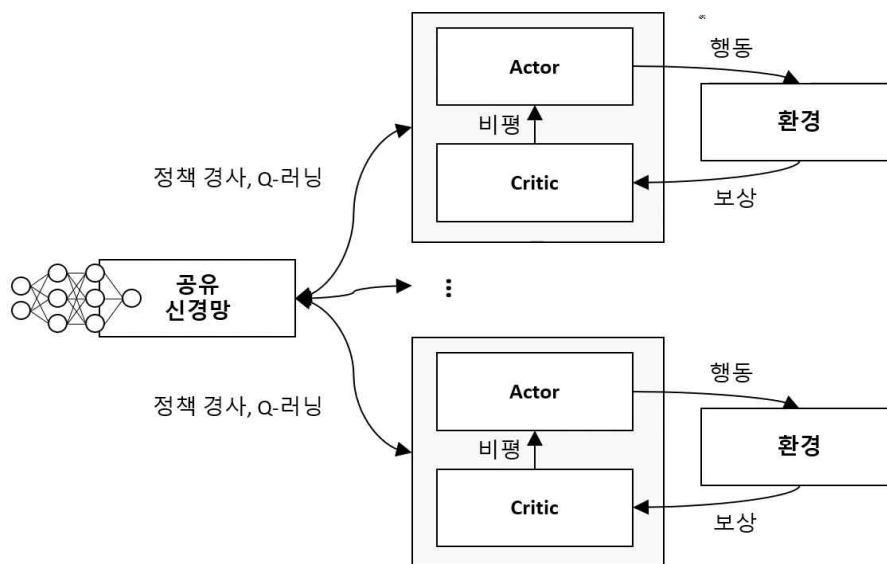 Actor
행동
환경
비평
Critic
보상
정책 경사, Q-러닝
공유
신경망
...
정책 경사, Q-러닝
Actor
행동
환경
비평
Critic
보상